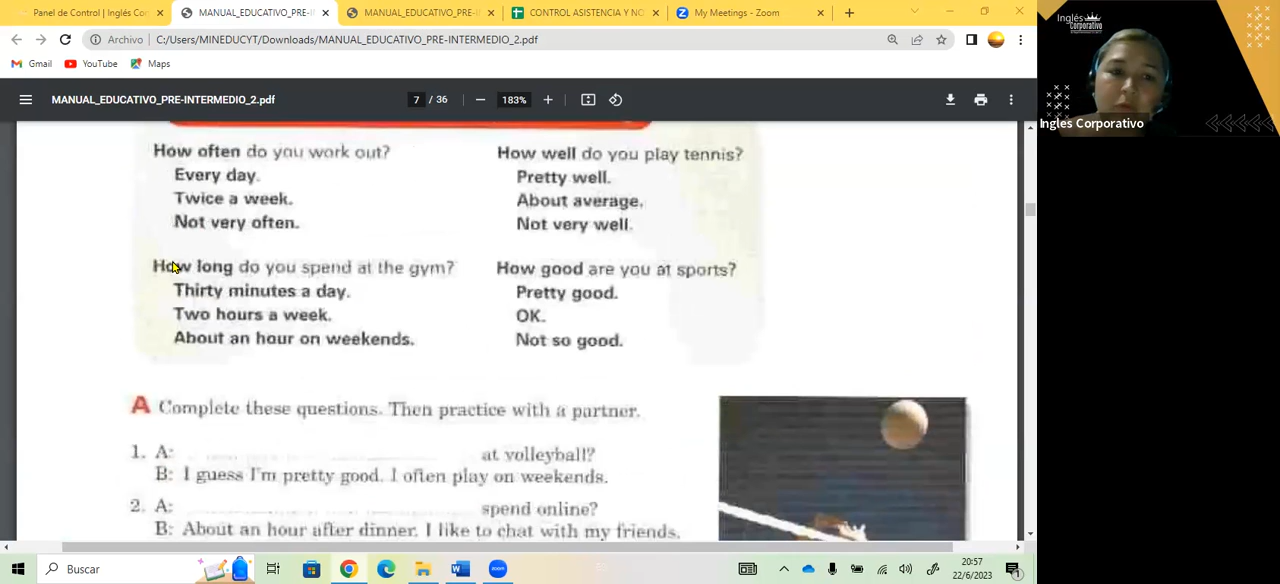 Panel de Control | Inglés Cor
MANUAL_EDUCATIVO_PRE-I
MANUAL_EDUCATIVO_PRE-I
CONTROL ASISTENCIA Y NO
My Meetings - Zoom
Archivo
C:/Users/MINEDUCYT/Downloads/MANUAL_EDUCATIVO_PRE-INTERMEDIO_2.pdf
Gmail
YouTube
Maps
MANUAL_EDUCATIVO_PRE-INTERMEDIO_2.pdf
7 / 36
183%
How often do you work out?
Every day.
Twice a week.
Not very often.
How well do you play tennis?
Pretty well.
About average.
Not very well.
How long do you spend at the gym?
Thirty minutes a day.
Two hours a week.
About an hour on weekends.
How good are you at sports?
Pretty good.
OK.
Not so good.
A Complete these questions. Then practice with a partner.
1. A: at volleyball?
B: I guess I'm pretty good. I often play on weekends.
2. A: spend online?
B: About an hour after dinner. I like to chat with my friends.
Inglés
Corporativo
Ingles Corporativo
Buscar
zoom
20:57
22/6/2023
1